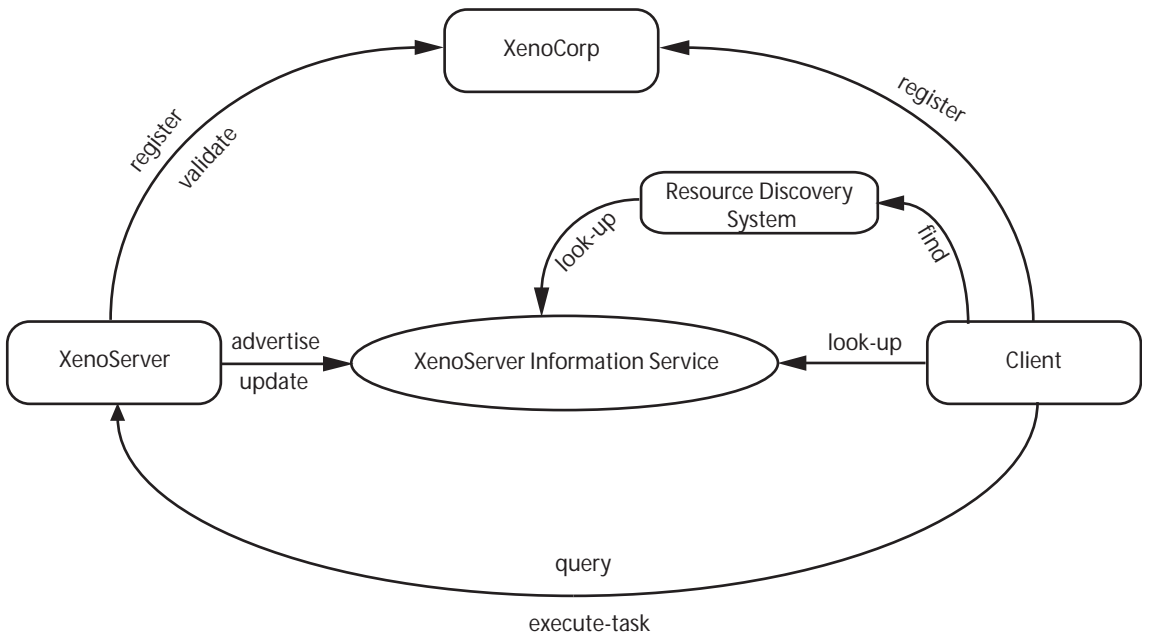 XenoCorp
register
validate
register
Resource Discovery
System
look-up
find
XenoServer
advertise
update
XenoServer Information Service
look-up
Client
query
execute-task